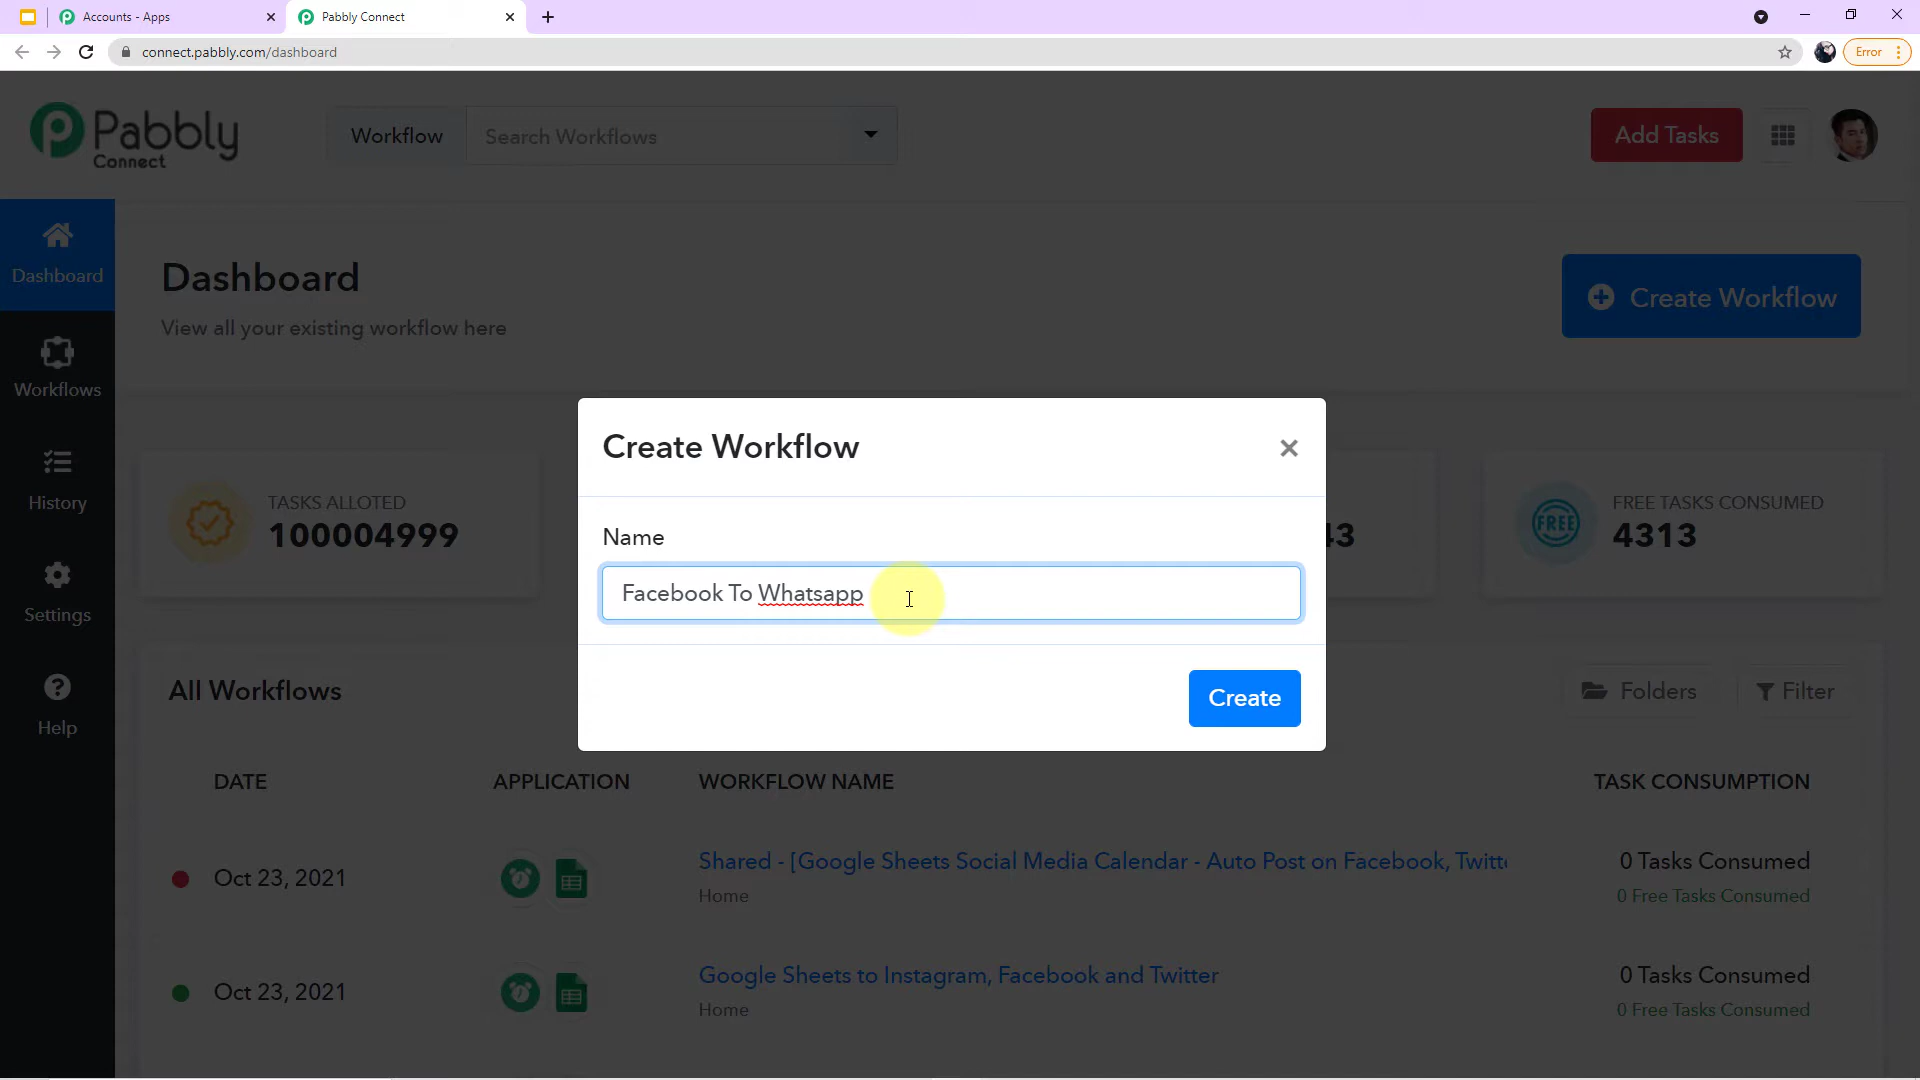 Accounts - Apps
Pabbly Connect
connect.pabbly.com/dashboard
Error
Pabbly
Connect
Workflow
Search Workflows
Add Tasks
Dashboard
Dashboard
View all your existing workflow here
Create Workflow
Workflows
History
Settings
Help
Create Workflow
Name
Facebook To Whatsapp
Create
TASKS ALLOTED
100004999
43
FREE
FREE TASKS CONSUMED
4313
All Workflows
Folders
Filter
DATE
APPLICATION
WORKFLOW NAME
TASK CONSUMPTION
Oct 23, 2021
Shared - [Google Sheets Social Media Calendar - Auto Post on Facebook, Twitt
Home
0 Tasks Consumed
0 Free Tasks Consumed
Oct 23, 2021
Google Sheets to Instagram, Facebook and Twitter
Home
0 Tasks Consumed
0 Free Tasks Consumed